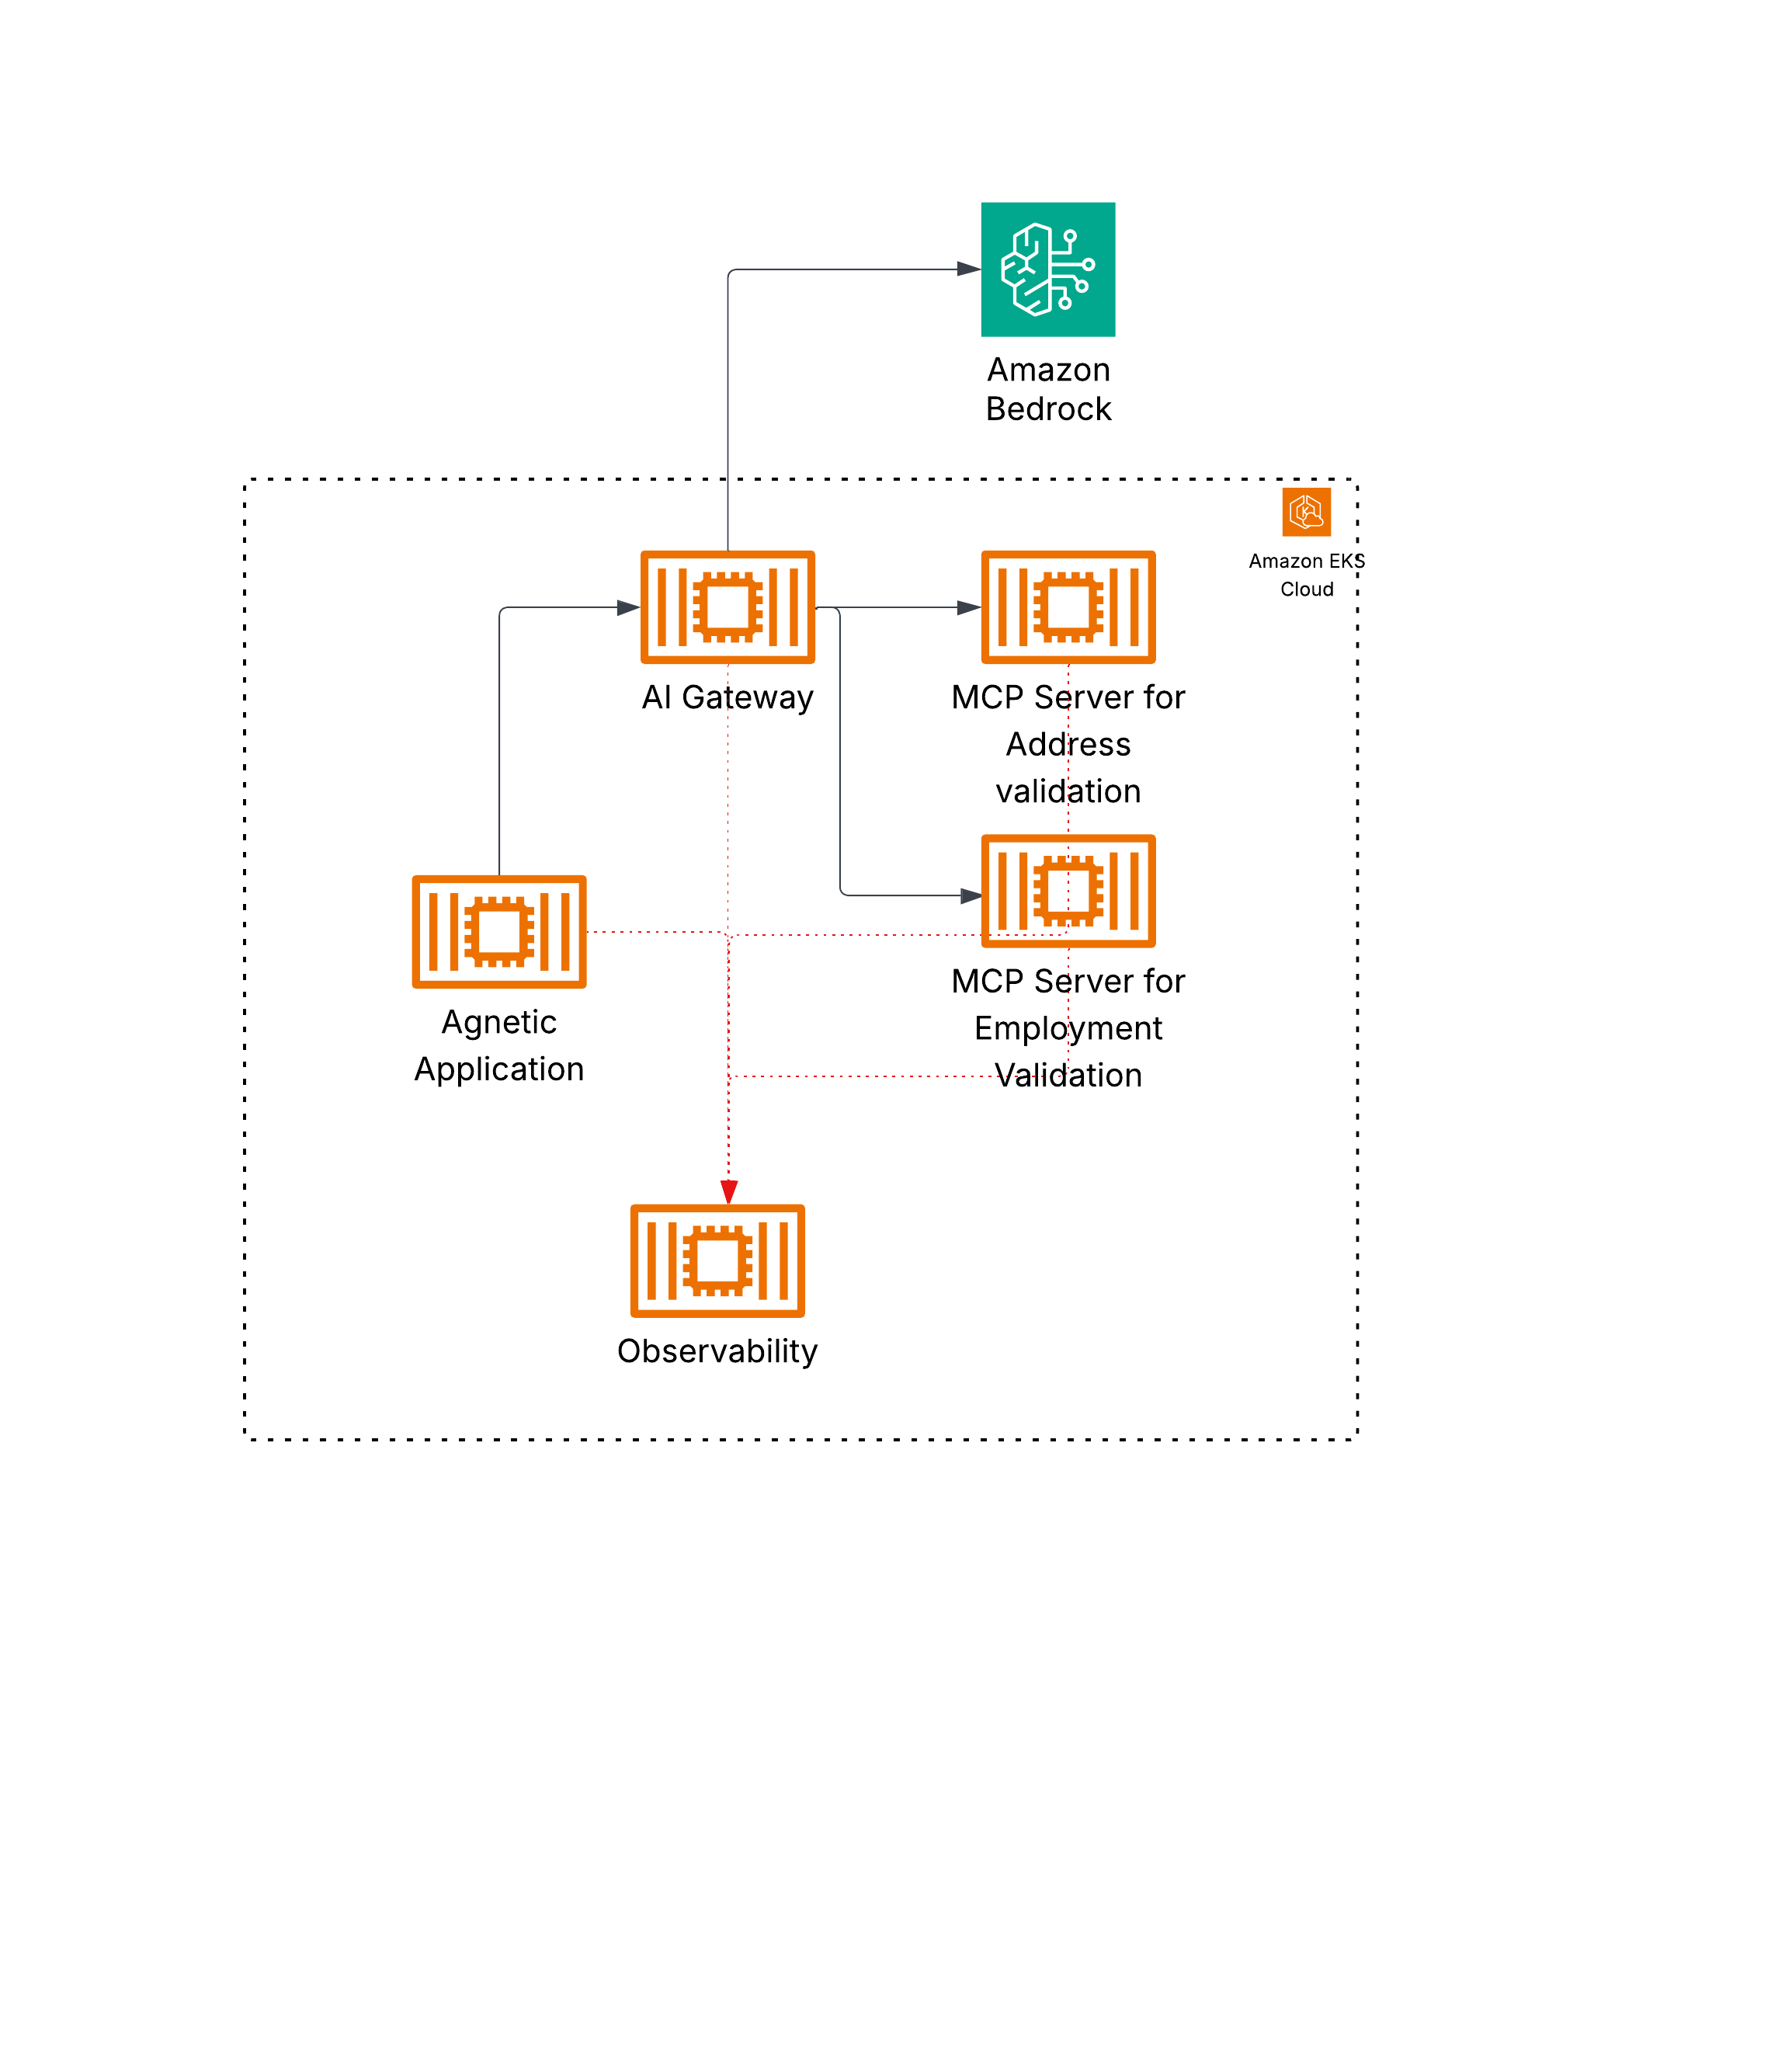 Amazon
Bedrock
Amazon EKS
Cloud
AI Gateway
MCP Server for
Address
validation
MCP Server for
Employment
Validation
Agnetic
Application
Observability